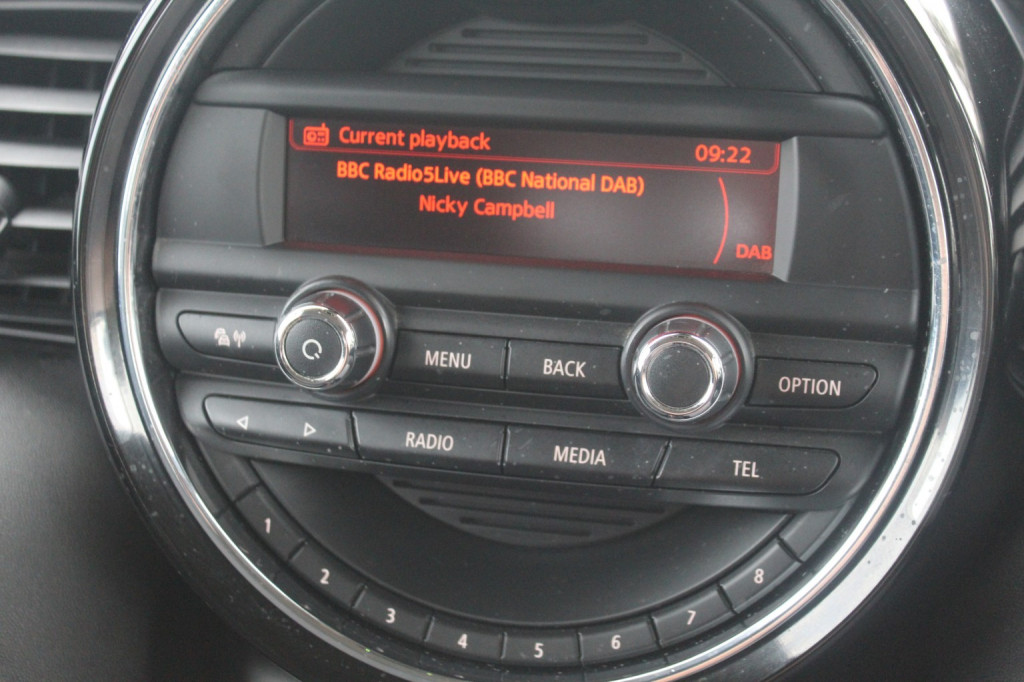 Current playback 09:22
BBC Radio5Live (BBC National DAB)
Nicky Campbell
DAB
MENU BACK OPTION
RADIO MEDIA TEL
1 2 3 4 5 6 7 8